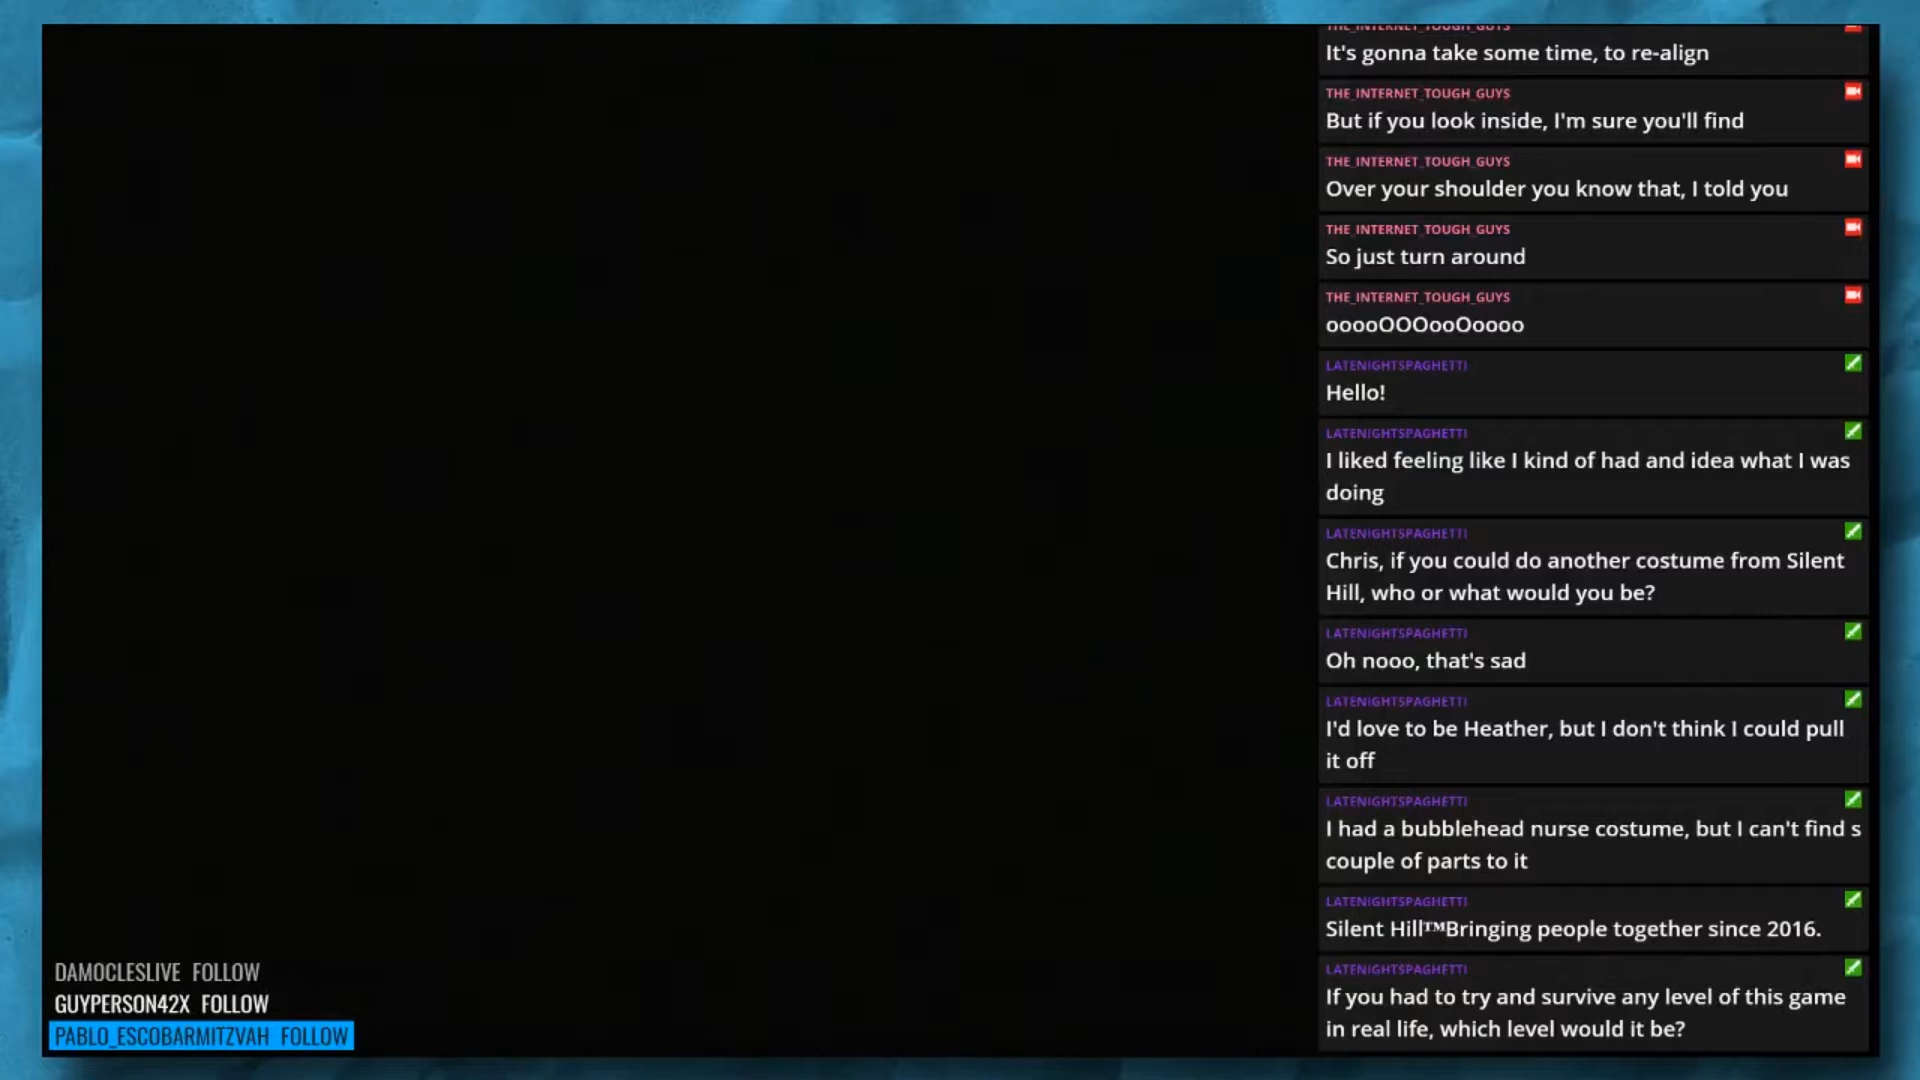 THE_INTERNET_TOUGH_GUYS
It's gonna take some time, to re-align
THE_INTERNET_TOUGH_GUYS
But if you look inside, I'm sure you'll find
THE_INTERNET_TOUGH_GUYS
Over your shoulder you know that, I told you
THE_INTERNET_TOUGH_GUYS
So just turn around
THE_INTERNET_TOUGH_GUYS
ooooOOOooOoooo
LATENIGHTSPAGHETTI
Hello!
LATENIGHTSPAGHETTI
I liked feeling like I kind of had and idea what I was
doing
LATENIGHTSPAGHETTI
Chris, if you could do another costume from Silent
Hill, who or what would you be?
LATENIGHTSPAGHETTI
Oh nooo, that's sad
LATENIGHTSPAGHETTI
I'd love to be Heather, but I don't think I could pull
it off
LATENIGHTSPAGHETTI
I had a bubblehead nurse costume, but I can't find s
couple of parts to it
LATENIGHTSPAGHETTI
Silent Hill™Bringing people together since 2016.
LATENIGHTSPAGHETTI
If you had to try and survive any level of this game
in real life, which level would it be?
DAMOCLESLIVE FOLLOW
GUYPERSON42X FOLLOW
PABLO_ESCOBARMITZVAH FOLLOW